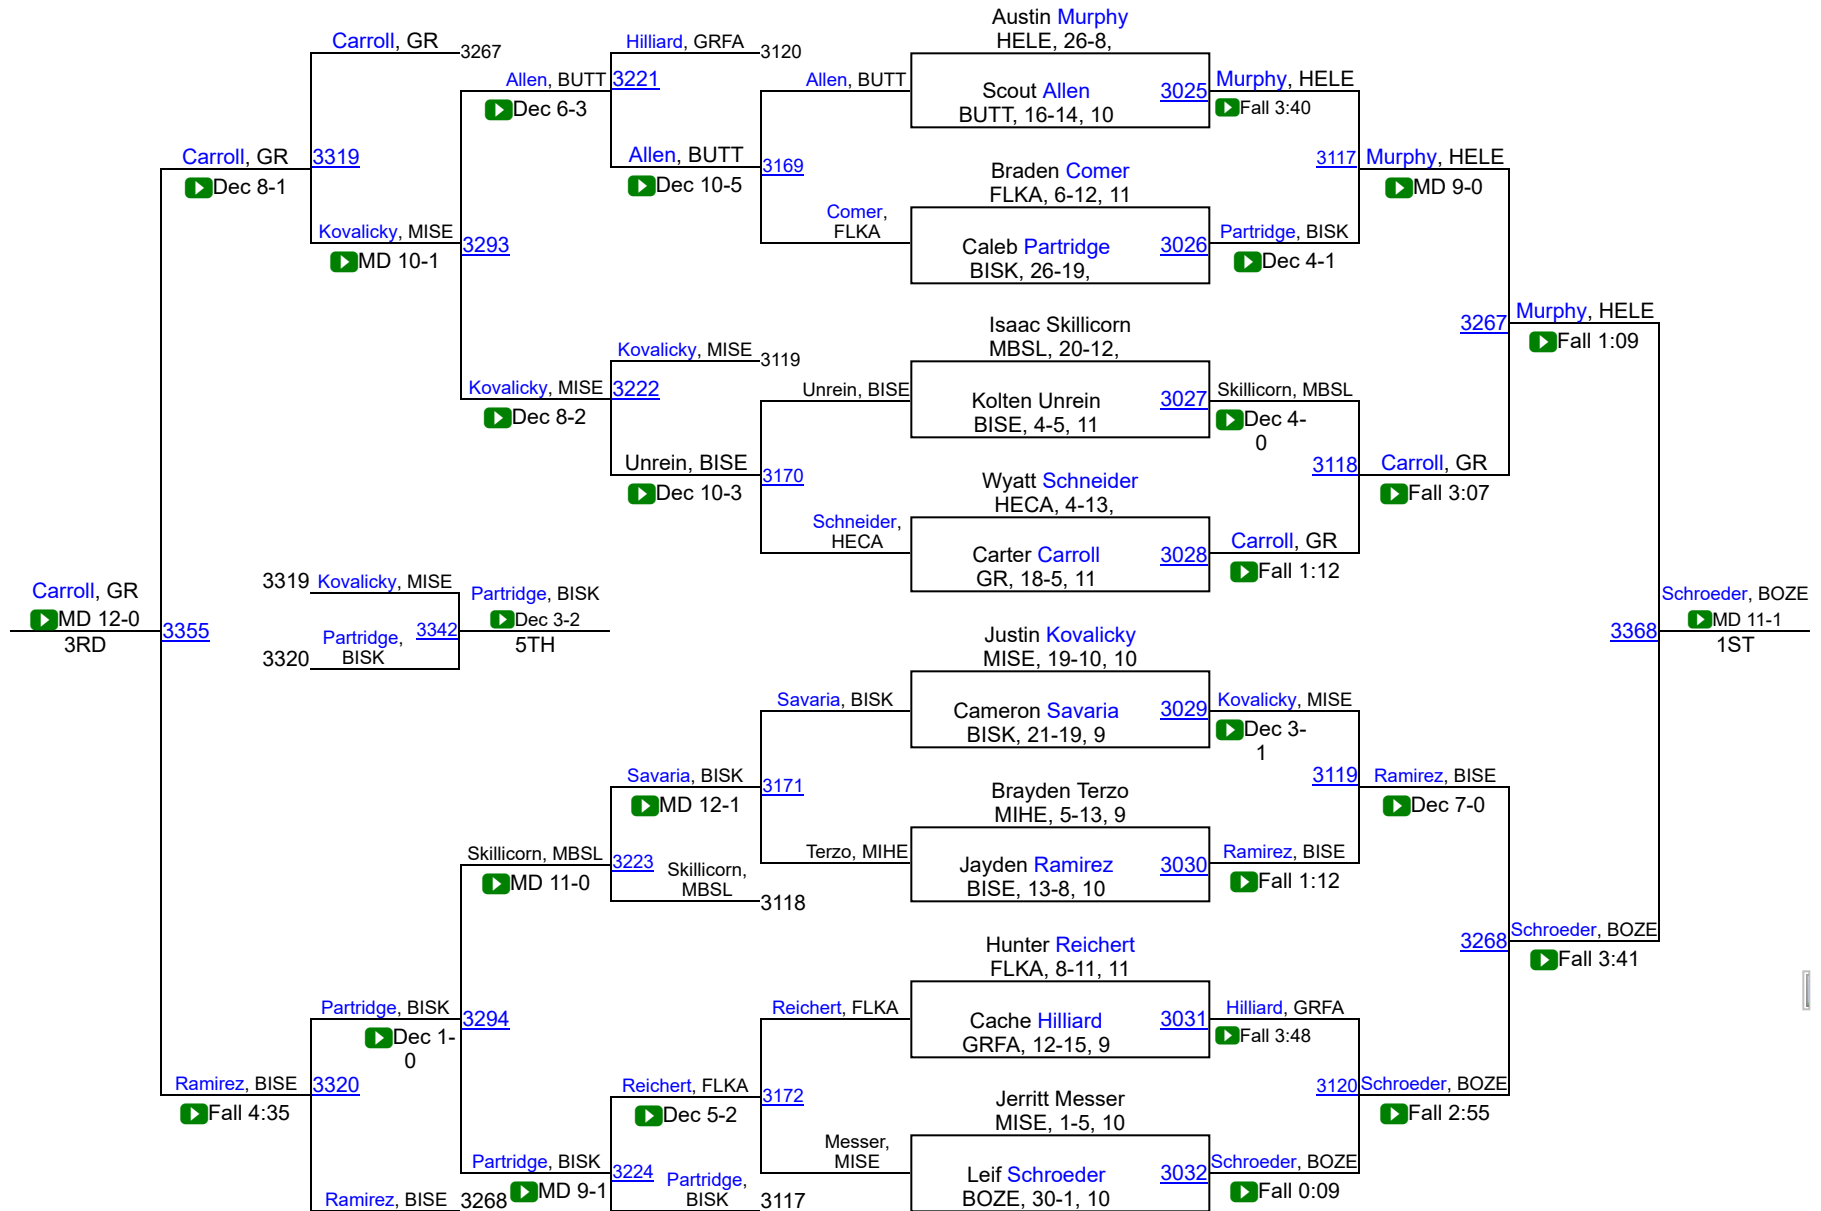 Austin Murphy
HELE, 26-8,
Carroll, GR
3267
Hilliard, GRFA
3120
Allen, BUTT
3221
Dec 6-3
Allen, BUTT
Scout Allen
BUTT, 16-14, 10
3025
Murphy, HELE
Fall 3:40
Carroll, GR
3319
Dec 8-1
Allen, BUTT
3169
Dec 10-5
Braden Comer
FLKA, 6-12, 11
3117
Murphy, HELE
MD 9-0
Kovalicky, MISE
3293
MD 10-1
Comer,
FLKA
Caleb Partridge
BISK, 26-19,
3026
Partridge, BISK
Dec 4-1
Isaac Skillicorn
MBSL, 20-12,
3267
Murphy, HELE
Fall 1:09
Kovalicky, MISE
3119
Kovalicky, MISE
3222
Dec 8-2
Unrein, BISE
Kolten Unrein
BISE, 4-5, 11
3027
Skillicorn, MBSL
Dec 4-
0
Unrein, BISE
3170
Dec 10-3
Wyatt Schneider
HECA, 4-13,
3118
Carroll, GR
Fall 3:07
Schneider,
HECA
Carter Carroll
GR, 18-5, 11
3028
Carroll, GR
Fall 1:12
Carroll, GR
MD 12-0
3RD
3355
3319
Kovalicky, MISE
Partridge,
BISK
3320
3342
Partridge, BISK
Dec 3-2
5TH
Justin Kovalicky
MISE, 19-10, 10
3368
Schroeder, BOZE
MD 11-1
1ST
Savaria, BISK
Cameron Savaria
BISK, 21-19, 9
3029
Kovalicky, MISE
Dec 3-
1
Savaria, BISK
3171
MD 12-1
Brayden Terzo
MIHE, 5-13, 9
3119
Ramirez, BISE
Dec 7-0
Skillicorn, MBSL
3223
MD 11-0
Skillicorn,
MBSL
3118
Terzo, MIHE
Jayden Ramirez
BISE, 13-8, 10
3030
Ramirez, BISE
Fall 1:12
Hunter Reichert
FLKA, 8-11, 11
3268
Schroeder, BOZE
Fall 3:41
Partridge, BISK
3294
Dec 1-
0
Reichert, FLKA
Cache Hilliard
GRFA, 12-15, 9
3031
Hilliard, GRFA
Fall 3:48
Ramirez, BISE
3320
Fall 4:35
Reichert, FLKA
3172
Dec 5-2
Jerritt Messer
MISE, 1-5, 10
3120
Schroeder, BOZE
Fall 2:55
Partridge, BISK
3224
MD 9-1
Partridge,
BISK
3117
Messer,
MISE
Leif Schroeder
BOZE, 30-1, 10
3032
Schroeder, BOZE
Fall 0:09
Ramirez, BISE
3268